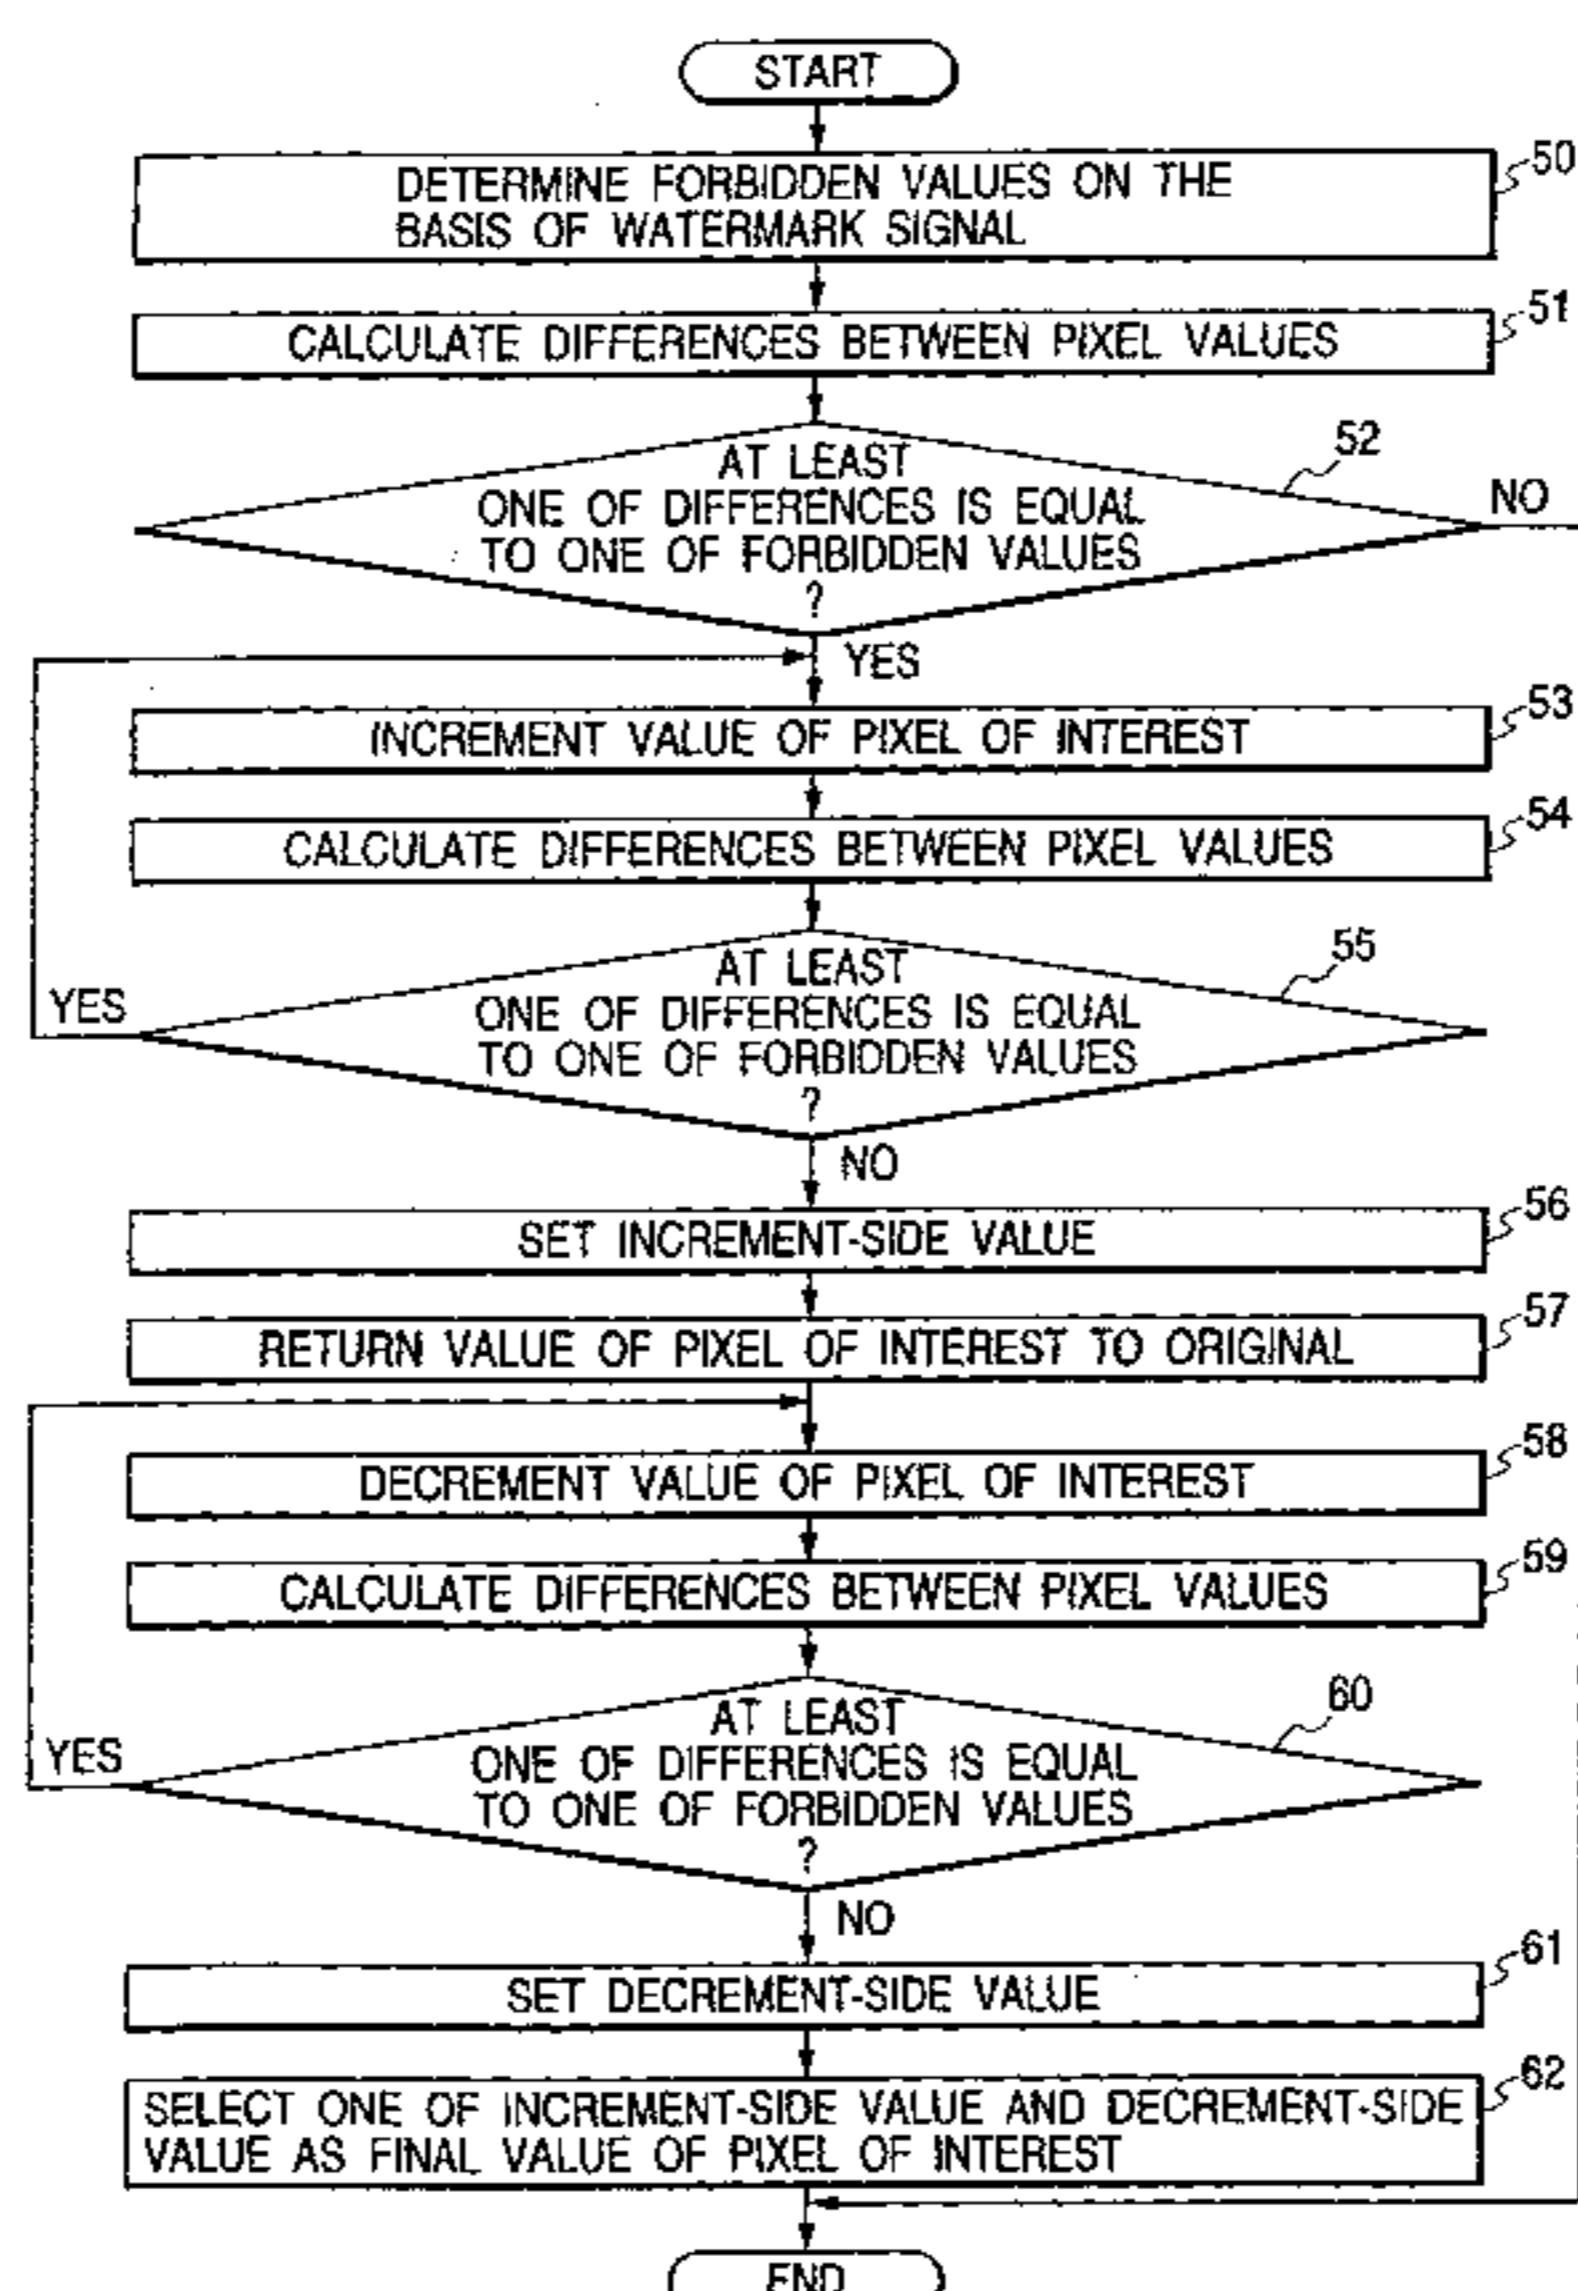 START
50
DETERMINE FORBIDDEN VALUES ON THE
BASIS OF WATERMARK SIGNAL
51
CALCULATE DIFFERENCES BETWEEN PIXEL VALUES
52
AT LEAST
ONE OF DIFFERENCES IS EQUAL
TO ONE OF FORBIDDEN VALUES
?
NO
YES
53
INCREMENT VALUE OF PIXEL OF INTEREST
54
CALCULATE DIFFERENCES BETWEEN PIXEL VALUES
55
AT LEAST
ONE OF DIFFERENCES IS EQUAL
TO ONE OF FORBIDDEN VALUES
?
YES
NO
56
SET INCREMENT-SIDE VALUE
57
RETURN VALUE OF PIXEL OF INTEREST TO ORIGINAL
58
DECREMENT VALUE OF PIXEL OF INTEREST
59
CALCULATE DIFFERENCES BETWEEN PIXEL VALUES
60
AT LEAST
ONE OF DIFFERENCES IS EQUAL
TO ONE OF FORBIDDEN VALUES
?
YES
NO
61
SET DECREMENT-SIDE VALUE
62
SELECT ONE OF INCREMENT-SIDE VALUE AND DECREMENT-SIDE
VALUE AS FINAL VALUE OF PIXEL OF INTEREST
END